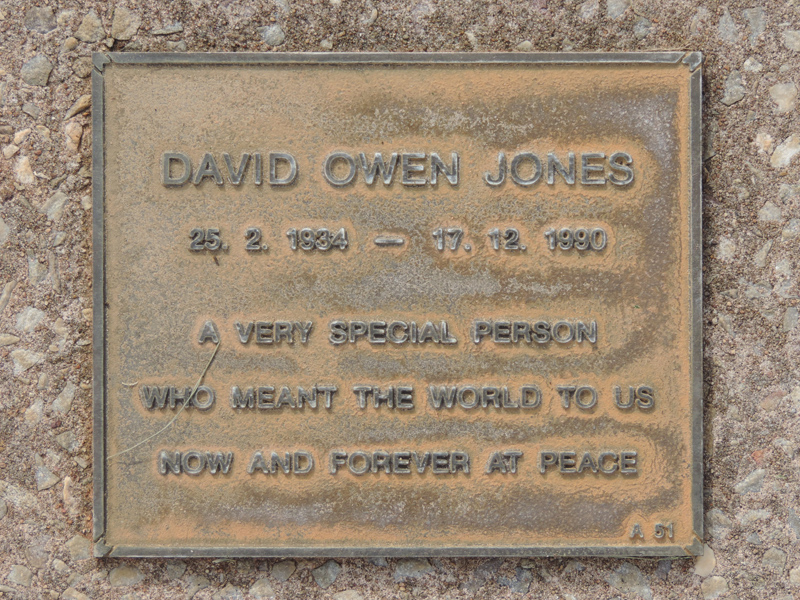 DAVID OWEN JONES
25. 2. 1934 — 17. 12. 1990
A VERY SPECIAL PERSON
WHO MEANT THE WORLD TO US
NOW AND FOREVER AT PEACE
A 51